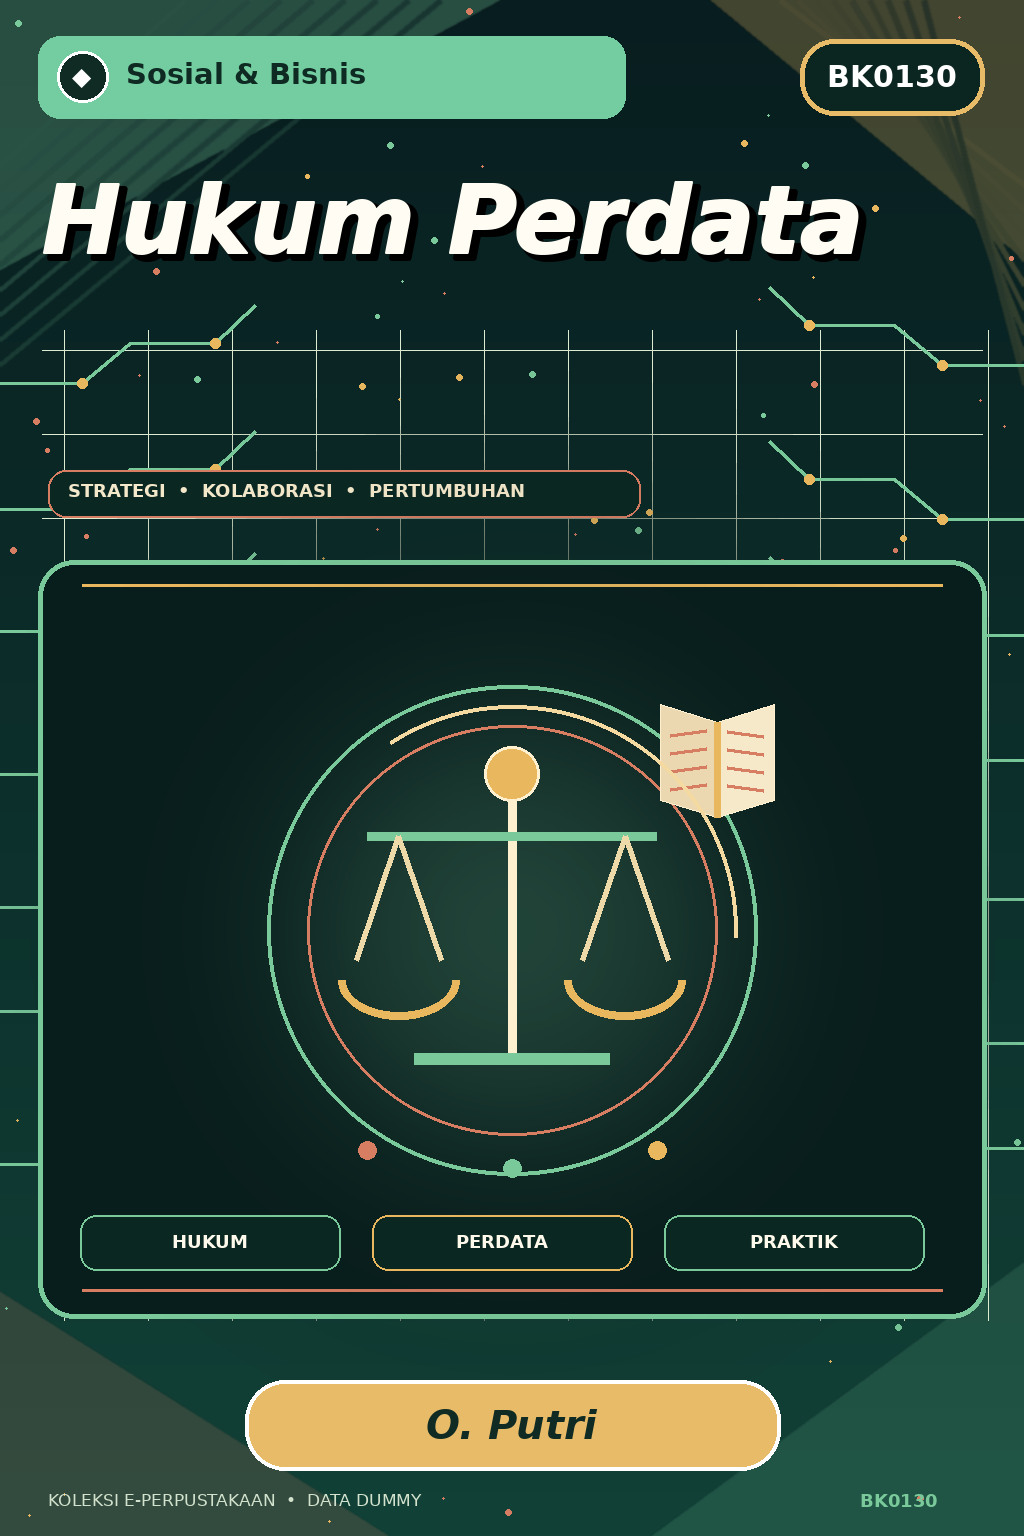 Sosial & Bisnis
BK0130
Hukum Perdata
STRATEGI • KOLABORASI • PERTUMBUHAN
HUKUM
PERDATA
PRAKTIK
O. Putri
KOLEKSI E-PERPUSTAKAAN • DATA DUMMY
BK0130